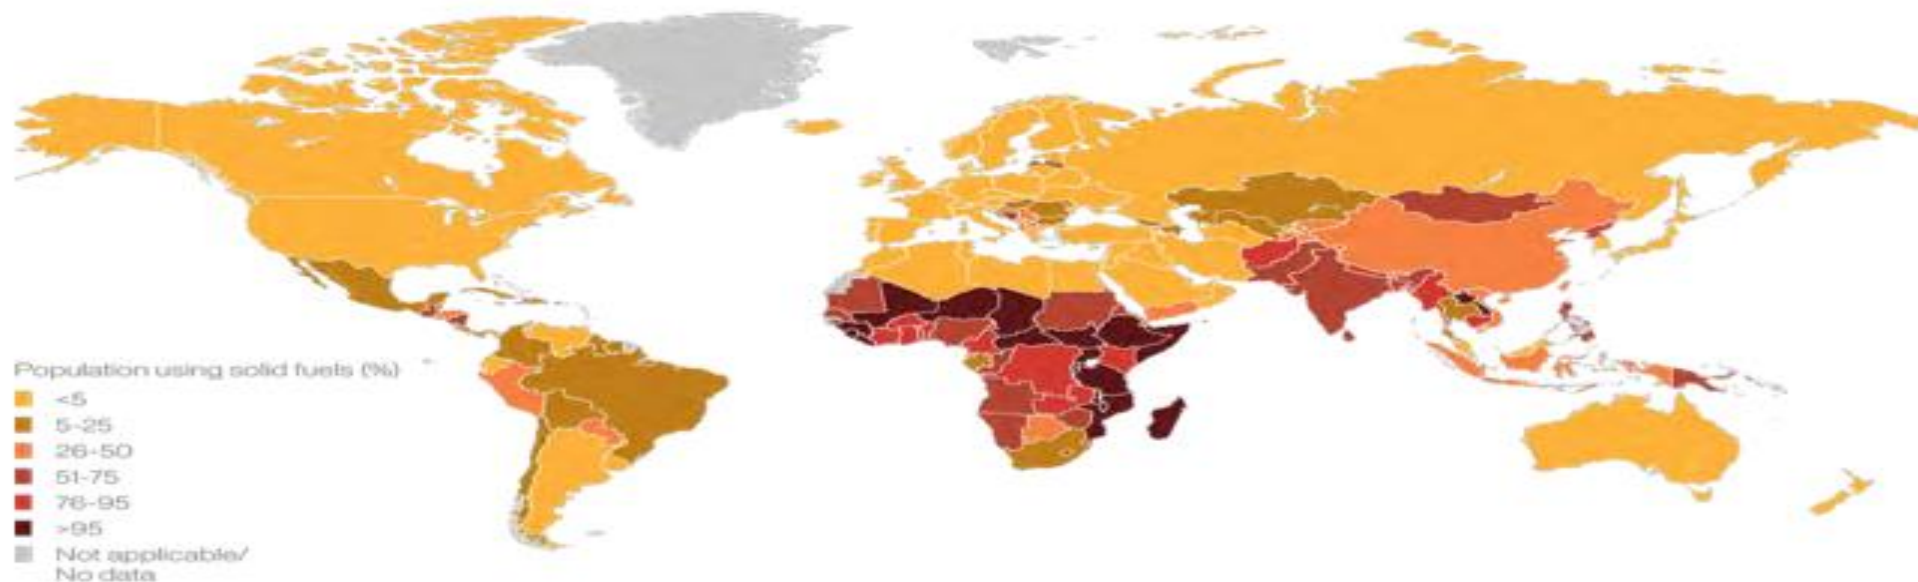 Population using solid fuels (%)
<5
5-25
26-50
51-75
76-95
>95
Not applicable/
No data